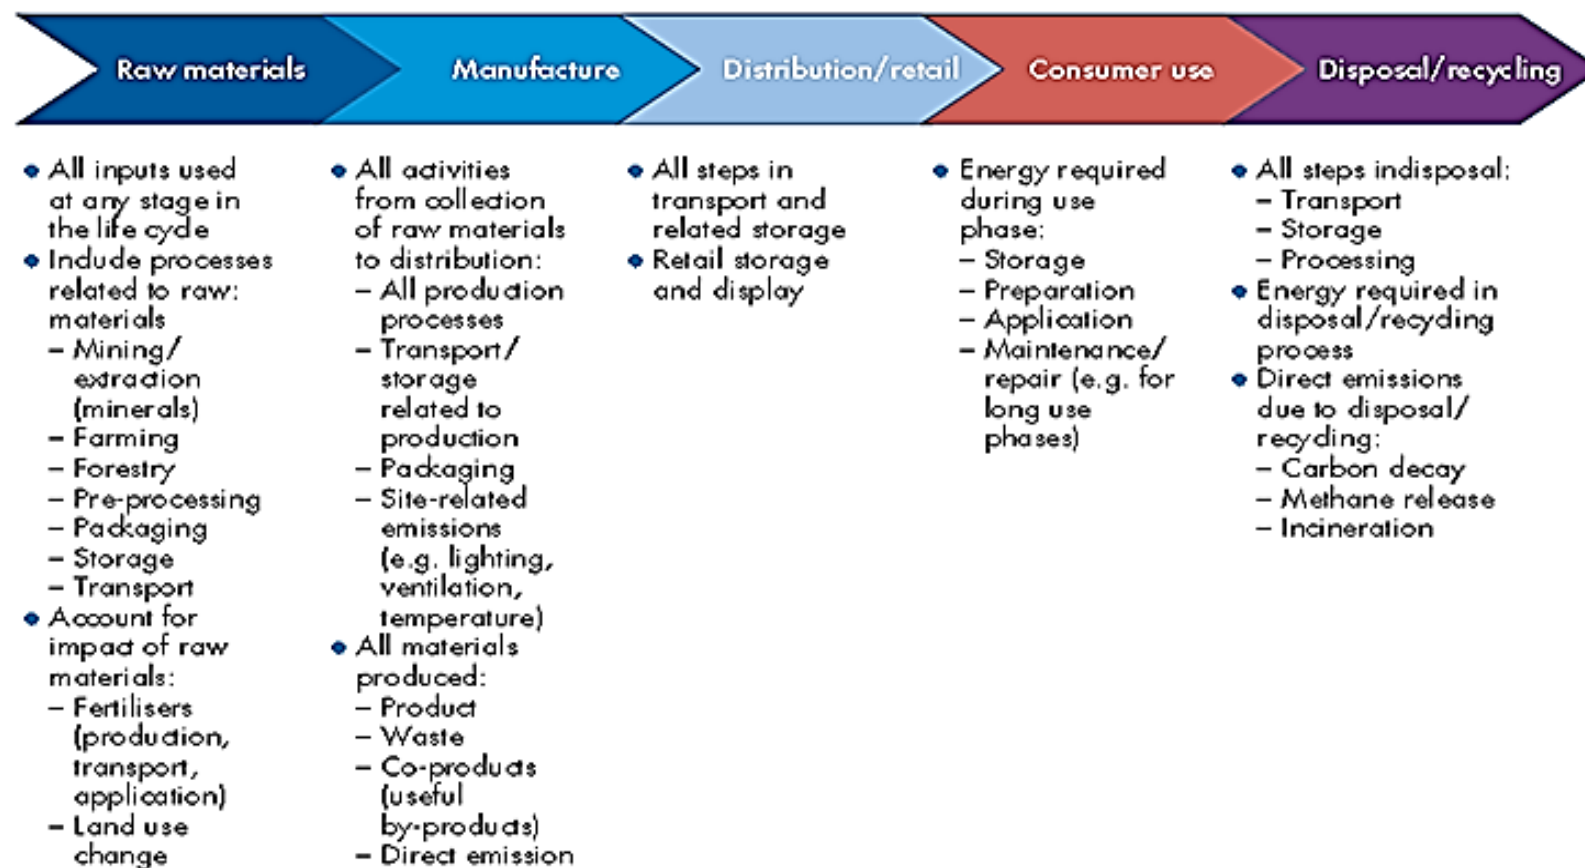 Raw materials
Manufacture
Distribution/retail
Consumer use
Disposal/recycling
• All inputs used
at any stage in
the life cycle
• Include processes
related to raw:
materials
– Mining/
extraction
(minerals)
– Farming
– Forestry
– Pre-processing
– Packaging
– Storage
– Transport
• Account for
impact of raw
materials:
– Fertilisers
(production,
transport,
application)
– Land use
change
• All activities
from collection
of raw materials
to distribution:
– All production
processes
– Transport/
storage
related to
production
– Packaging
– Site-related
emissions
(e.g. lighting,
ventilation,
temperature)
• All materials
produced:
– Product
– Waste
– Co-products
(useful
by-products)
– Direct emission
• All steps in
transport and
related storage
• Retail storage
and display
• Energy required
during use
phase:
– Storage
– Preparation
– Application
– Maintenance/
repair (e.g. for
long use
phases)
• All steps indisposal:
– Transport
– Storage
– Processing
• Energy required in
disposal/recycling
process
• Direct emissions
due to disposal/
recycling:
– Carbon decay
– Methane release
– Incineration